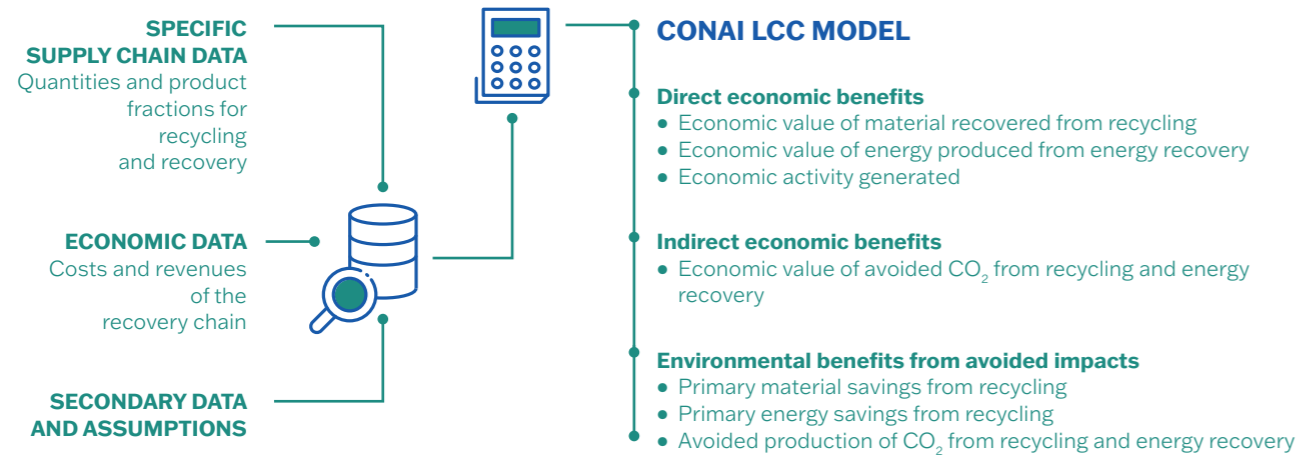 SPECIFIC
SUPPLY CHAIN DATA
Quantities and product
fractions for
recycling
and recovery
ECONOMIC DATA
Costs and revenues
of the
recovery chain
SECONDARY DATA
AND ASSUMPTIONS
CONAI LCC MODEL
Direct economic benefits
● Economic value of material recovered from recycling
● Economic value of energy produced from energy recovery
● Economic activity generated
Indirect economic benefits
● Economic value of avoided CO₂ from recycling and energy
recovery
Environmental benefits from avoided impacts
● Primary material savings from recycling
● Primary energy savings from recycling
● Avoided production of CO₂ from recycling and energy recovery